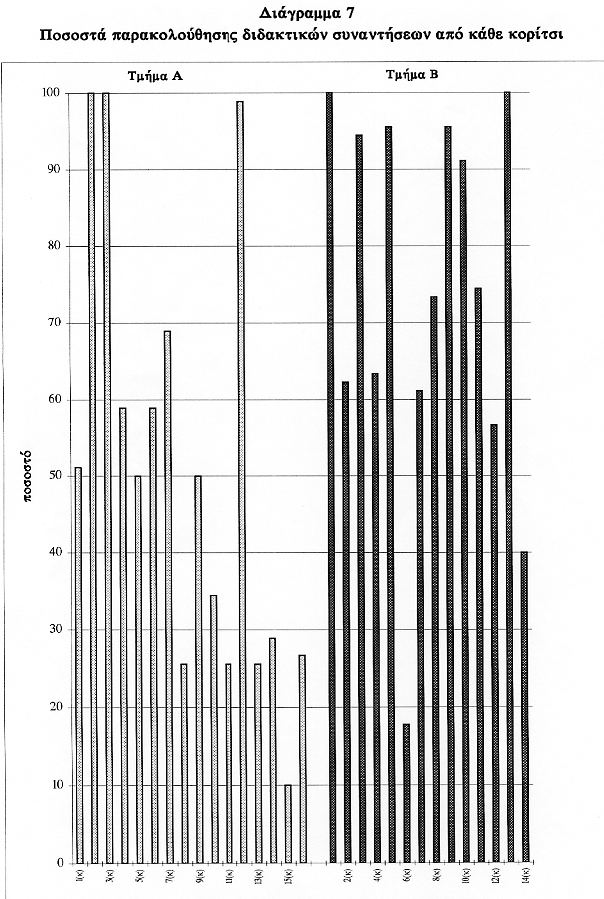 Διάγραμμα 7
Ποσοστά παρακολούθησης διδακτικών συναντήσεων από κάθε κορίτσι
Τμήμα Α
Τμήμα Β
100
90
80
70
60
50
40
30
20
10
0
ποσοστό
1(κ) 3(κ) 5(κ) 7(κ) 9(κ) 11(κ) 13(κ) 15(κ) 2(κ) 4(κ) 6(κ) 8(κ) 10(κ) 12(κ) 14(κ)